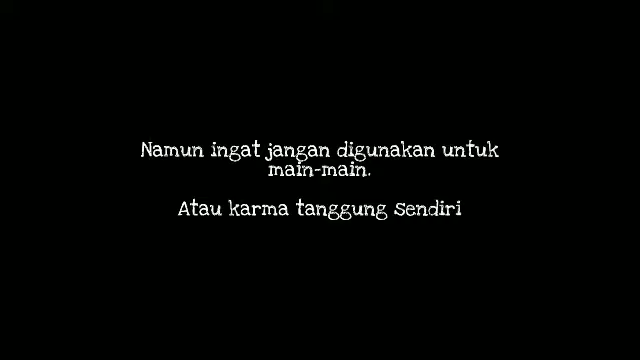 Namun ingat jangan digunakan untuk
main-main.
Atau karma tanggung sendiri